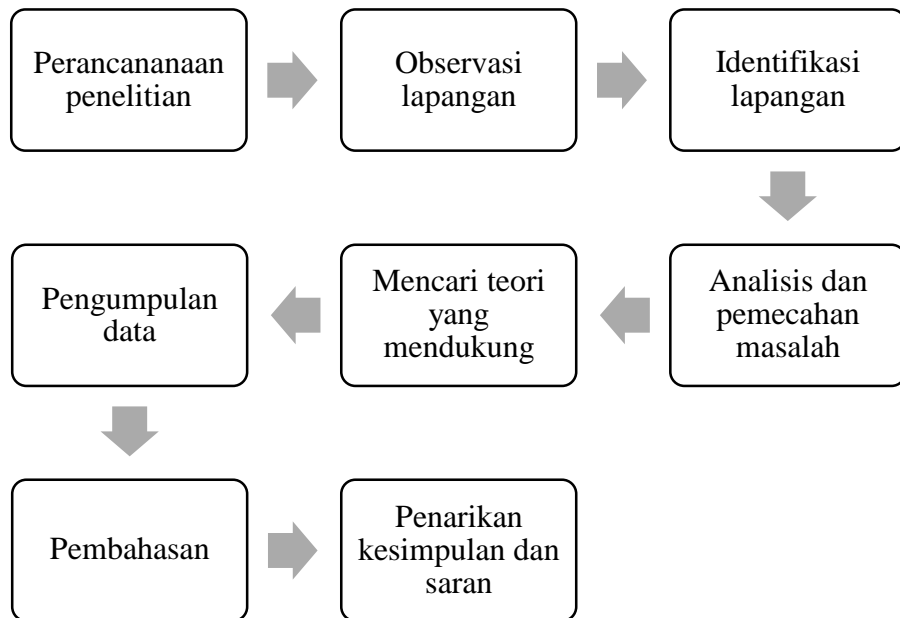 Perancananaan
penelitian
Observasi
lapangan
Identifikasi
lapangan
Analisis dan
pemecahan
masalah
Mencari teori
yang
mendukung
Pengumpulan
data
Pembahasan
Penarikan
kesimpulan dan
saran